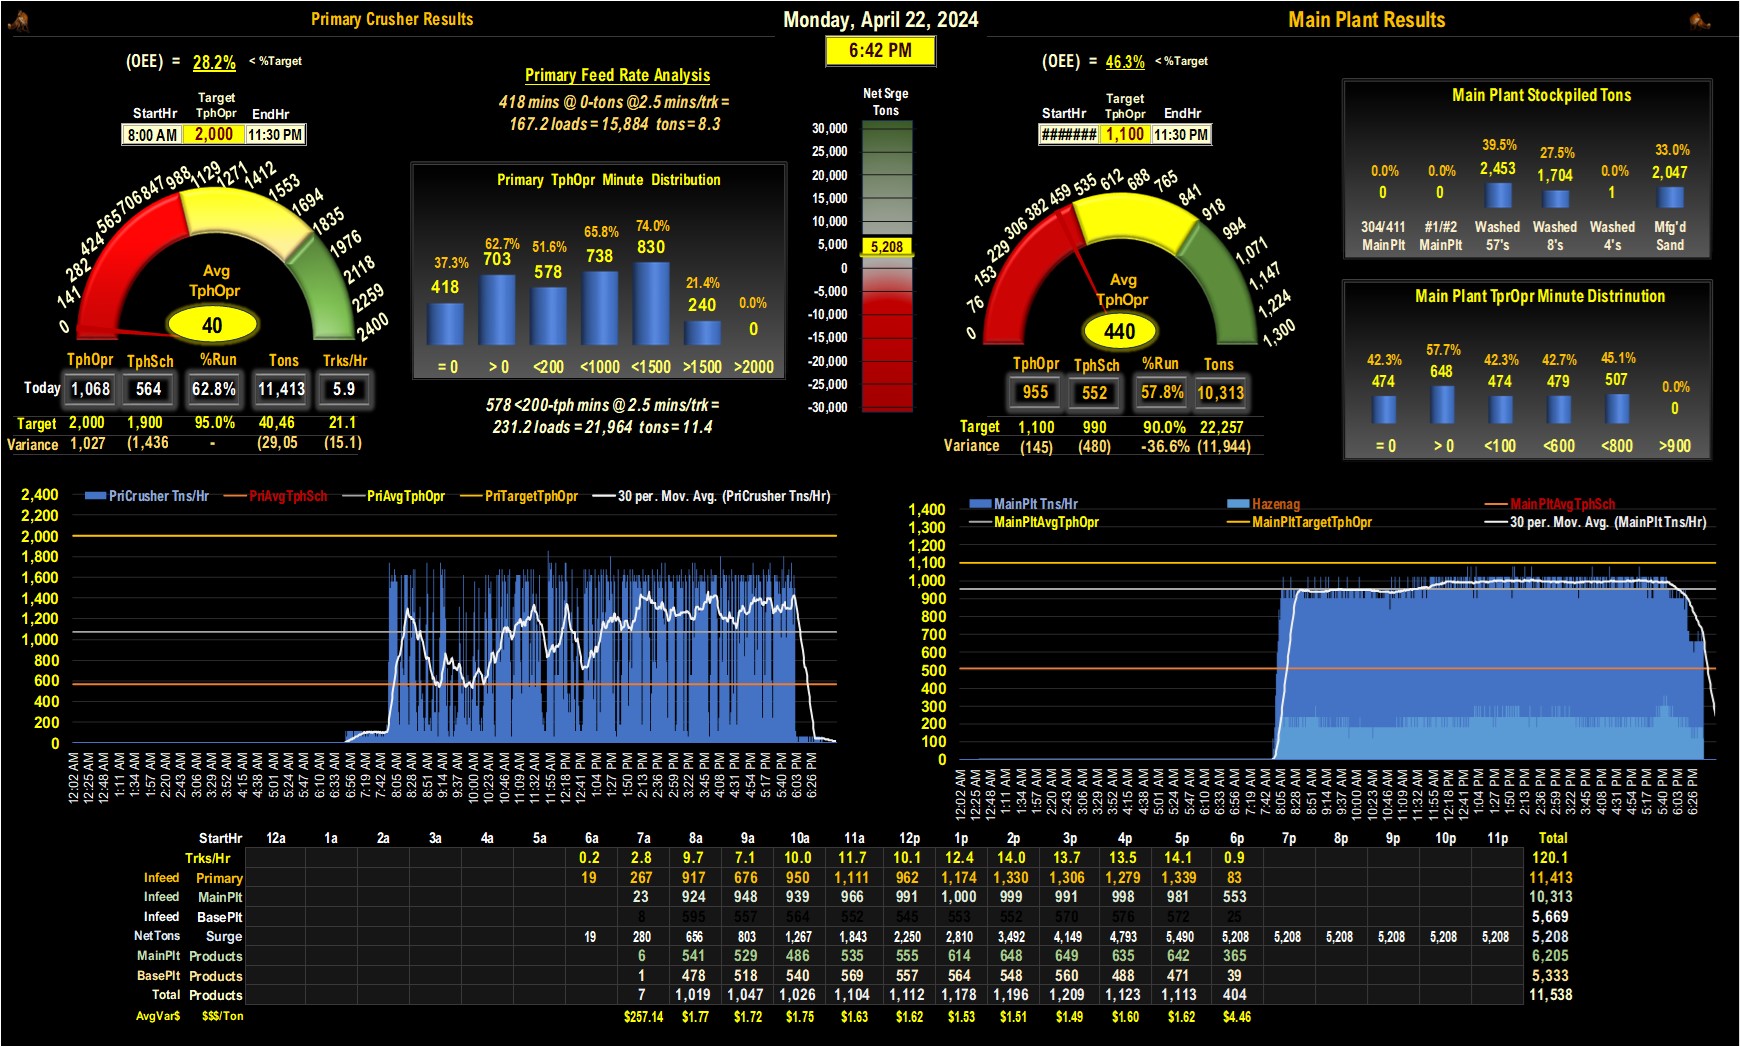 Primary Crusher Results
Monday, April 22, 2024
Main Plant Results
6:42 PM
(OEE) = 28.2% < %Target
StartHr Target TphOpr EndHr
8:00 AM 2,000 11:30 PM
Primary Feed Rate Analysis
418 mins @ 0-tons @2.5 mins/trk =
167.2 loads = 15,884 tons = 8.3
0 141 282 424 565 706 847 988 1129 1271 1412 1553 1694 1835 1976 2118 2259 2400
Avg
TphOpr
40
TphOpr TphSch %Run Tons Trks/Hr
Today 1,068 564 62.8% 11,413 5.9
Target 2,000 1,900 95.0% 40,46 21.1
Variance 1,027 (1,436 - (29,05 (15.1)
Primary TphOpr Minute Distribution
37.3% 62.7% 51.6% 65.8% 74.0% 21.4% 0.0%
418 703 578 738 830 240 0
= 0 > 0 <200 <1000 <1500 >1500 >2000
578 <200-tph mins @ 2.5 mins/trk =
231.2 loads = 21,964 tons = 11.4
Net Srge
Tons
30,000
25,000
20,000
15,000
10,000
5,000
5,208
0
-5,000
-10,000
-15,000
-20,000
-25,000
-30,000
(OEE) = 46.3% < %Target
StartHr Target TphOpr EndHr
####### 1,100 11:30 PM
0 76 153 229 306 382 459 535 612 688 765 841 918 994 1,071 1,147 1,224 1,300
Avg
TphOpr
440
TphOpr TphSch %Run Tons
955 552 57.8% 10,313
Target 1,100 990 90.0% 22,257
Variance (145) (480) -36.6% (11,944)
Main Plant Stockpiled Tons
0.0% 0.0% 39.5% 27.5% 0.0% 33.0%
0 0 2,453 1,704 1 2,047
304/411 #1/#2 Washed Washed Washed Mfg'd
MainPlt MainPlt 57's 8's 4's Sand
Main Plant TprOpr Minute Distrinution
42.3% 57.7% 42.3% 42.7% 45.1% 0.0%
474 648 474 479 507 0
= 0 > 0 <100 <600 <800 >900
PriCrusher Tns/Hr PriAvgTphSch PriAvgTphOpr PriTargetTphOpr 30 per. Mov. Avg. (PriCrusher Tns/Hr)
2,400
2,200
2,000
1,800
1,600
1,400
1,200
1,000
800
600
400
200
0
12:02 AM 12:25 AM 12:48 AM 1:11 AM 1:34 AM 1:57 AM 2:20 AM 2:43 AM 3:06 AM 3:29 AM 3:52 AM 4:15 AM 4:38 AM 5:01 AM 5:24 AM 5:47 AM 6:10 AM 6:33 AM 6:56 AM 7:19 AM 7:42 AM 8:05 AM 8:28 AM 8:51 AM 9:14 AM 9:37 AM 10:00 AM 10:23 AM 10:46 AM 11:09 AM 11:32 AM 11:55 AM 12:18 PM 12:41 PM 1:04 PM 1:27 PM 1:50 PM 2:13 PM 2:36 PM 2:59 PM 3:22 PM 3:45 PM 4:08 PM 4:31 PM 4:54 PM 5:17 PM 5:40 PM 6:03 PM 6:26 PM
MainPlt Tns/Hr Hazenag MainPltAvgTphSch
MainPltAvgTphOpr MainPltTargetTphOpr 30 per. Mov. Avg. (MainPlt Tns/Hr)
1,400
1,300
1,200
1,100
1,000
900
800
700
600
500
400
300
200
100
0
12:02 AM 12:25 AM 12:48 AM 1:11 AM 1:34 AM 1:57 AM 2:20 AM 2:43 AM 3:06 AM 3:29 AM 3:52 AM 4:15 AM 4:38 AM 5:01 AM 5:24 AM 5:47 AM 6:10 AM 6:33 AM 6:56 AM 7:19 AM 7:42 AM 8:05 AM 8:28 AM 8:51 AM 9:14 AM 9:37 AM 10:00 AM 10:23 AM 10:46 AM 11:09 AM 11:32 AM 11:55 AM 12:18 PM 12:41 PM 1:04 PM 1:27 PM 1:50 PM 2:13 PM 2:36 PM 2:59 PM 3:22 PM 3:45 PM 4:08 PM 4:31 PM 4:54 PM 5:17 PM 5:40 PM 6:03 PM 6:26 PM
StartHr 12a 1a 2a 3a 4a 5a 6a 7a 8a 9a 10a 11a 12p 1p 2p 3p 4p 5p 6p 7p 8p 9p 10p 11p Total
Trks/Hr 0.2 2.8 9.7 7.1 10.0 11.7 10.1 12.4 14.0 13.7 13.5 14.1 0.9 120.1
Infeed Primary 19 267 917 676 950 1,111 962 1,174 1,330 1,306 1,279 1,339 83 11,413
Infeed MainPlt 23 924 948 939 966 991 1,000 999 991 998 981 553 10,313
Infeed BasePlt 8 595 557 564 552 545 553 552 570 576 572 25 5,669
NetTons Surge 19 280 656 803 1,267 1,843 2,250 2,810 3,492 4,149 4,793 5,490 5,208 5,208 5,208 5,208 5,208 5,208 5,208
MainPlt Products 6 541 529 486 535 555 614 648 649 635 642 365 6,205
BasePlt Products 1 478 518 540 569 557 564 548 560 488 471 39 5,333
Total Products 7 1,019 1,047 1,026 1,104 1,112 1,178 1,196 1,209 1,123 1,113 404 11,538
AvgVar$ $$$/Ton $257.14 $1.77 $1.72 $1.75 $1.63 $1.62 $1.53 $1.51 $1.49 $1.60 $1.62 $4.46